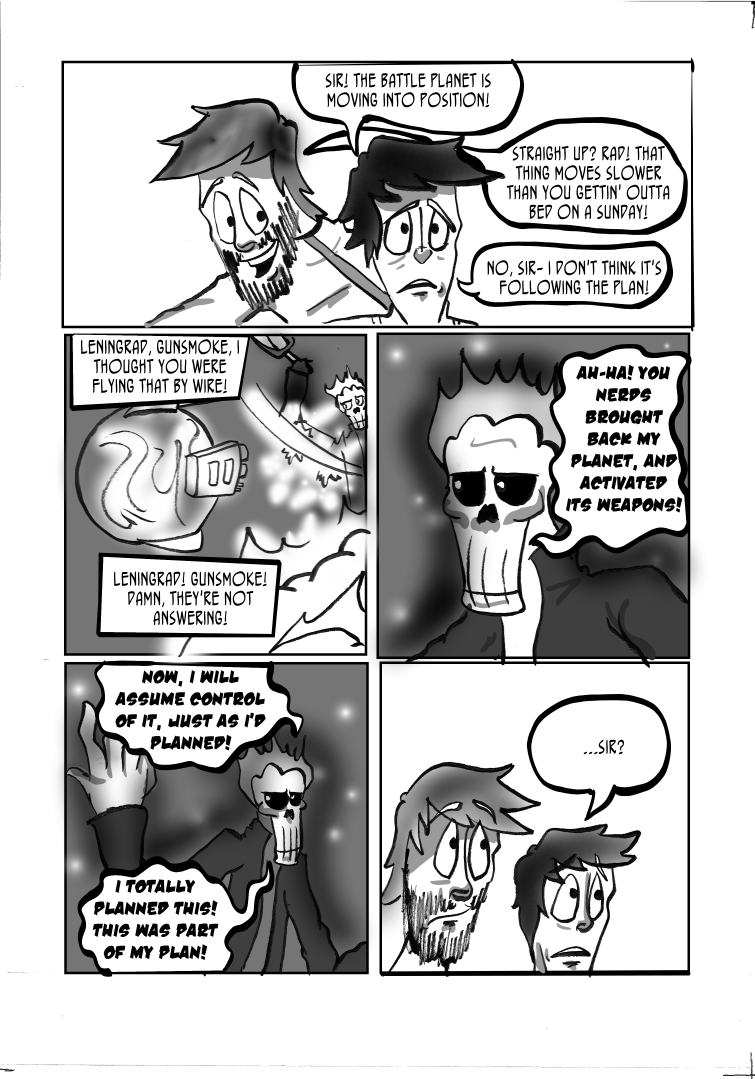 SIR! THE BATTLE PLANET IS
MOVING INTO POSITION!
STRAIGHT UP? RAD! THAT
THING MOVES SLOWER
THAN YOU GETTIN' OUTTA
BED ON A SUNDAY!
NO, SIR- I DON'T THINK IT'S
FOLLOWING THE PLAN!
LENINGRAD, GUNSMOKE, I
THOUGHT YOU WERE
FLYING THAT BY WIRE!
LENINGRAD! GUNSMOKE!
DAMN, THEY'RE NOT
ANSWERING!
AH-HA! YOU
NERDS
BROUGHT
BACK MY
PLANET, AND
ACTIVATED
ITS WEAPONS!
NOW, I WILL
ASSUME CONTROL
OF IT, JUST AS I'D
PLANNED!
I TOTALLY
PLANNED THIS!
THIS WAS PART
OF MY PLAN!
...SIR?